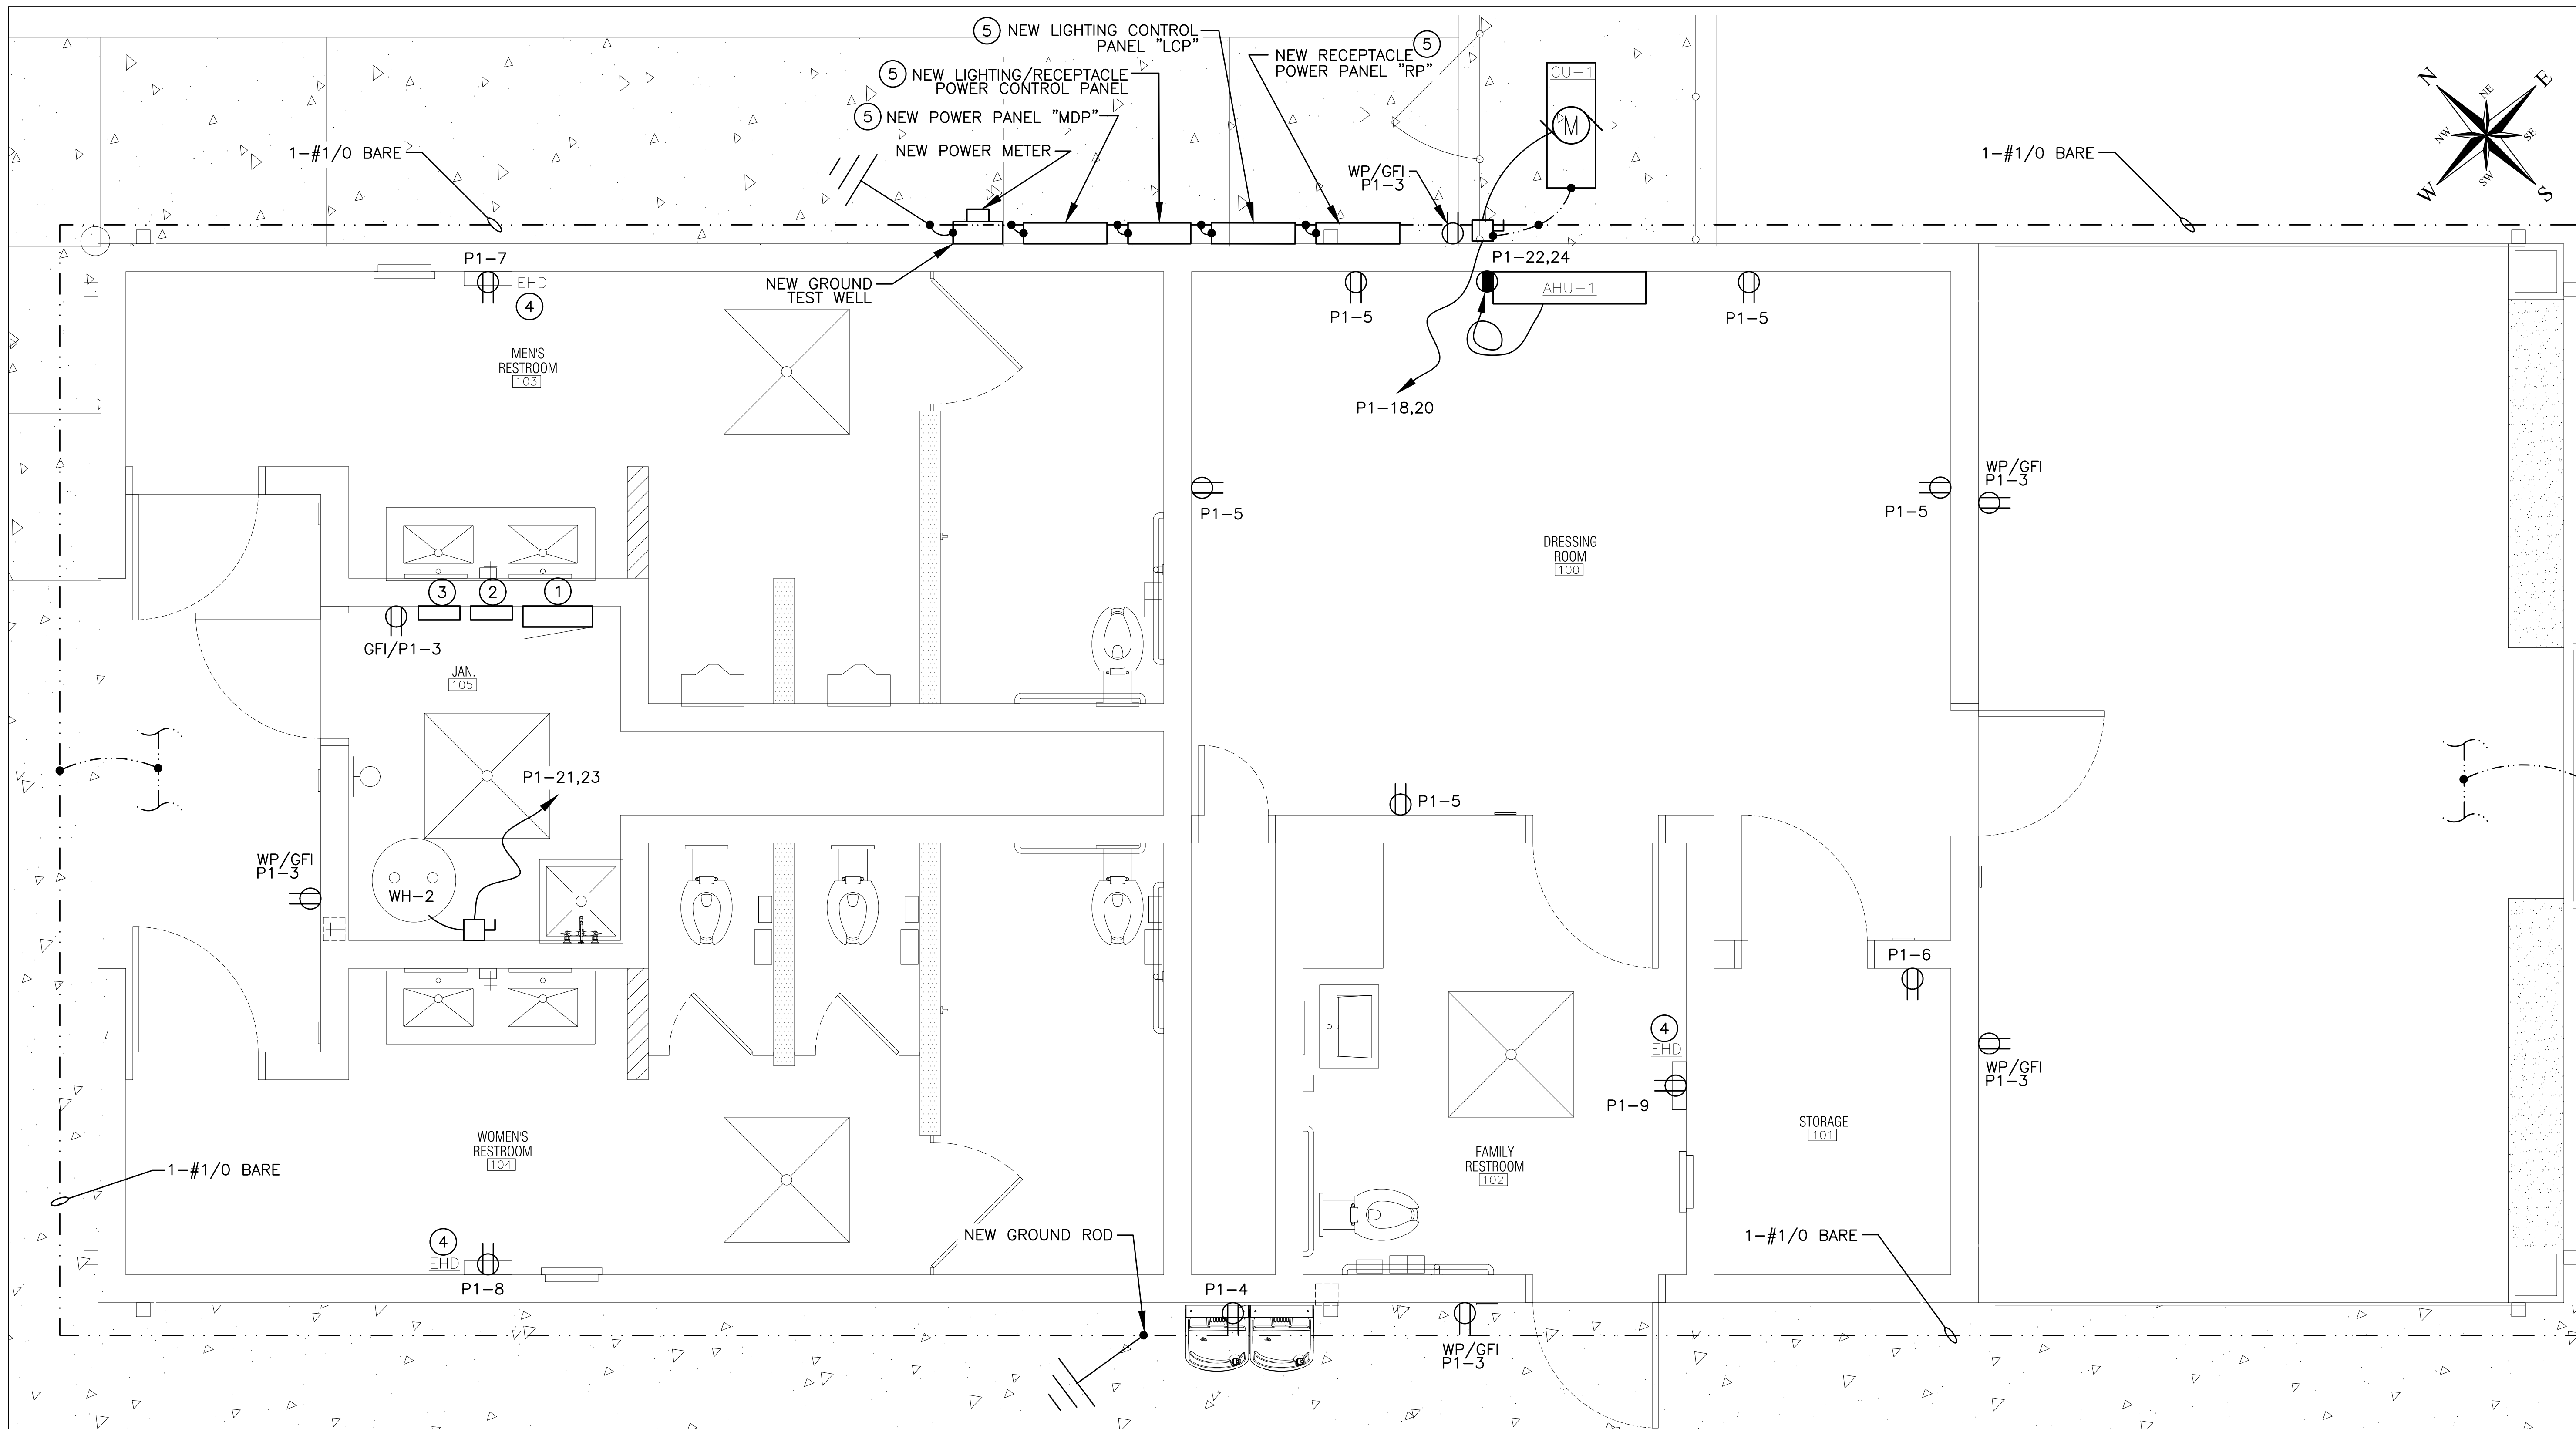 5 NEW LIGHTING CONTROL
PANEL "LCP"
NEW RECEPTACLE 5
POWER PANEL "RP"
5 NEW LIGHTING/RECEPTACLE
POWER CONTROL PANEL
5 NEW POWER PANEL "MDP"
NEW POWER METER
1-#1/0 BARE
CU-1
M
WP/GFI
P1-3
1-#1/0 BARE
N
NE
E
NW
SE
W
SW
S
P1-7
EHD
4
NEW GROUND
TEST WELL
P1-22,24
AHU-1
P1-5
P1-5
P1-18,20
MEN'S
RESTROOM
103
P1-5
P1-5
WP/GFI
P1-3
DRESSING
ROOM
100
3
2
1
GFI/P1-3
JAN.
105
P1-21,23
P1-5
WP/GFI
P1-3
WH-2
P1-6
4
EHD
P1-9
WP/GFI
P1-3
STORAGE
101
WOMEN'S
RESTROOM
104
FAMILY
RESTROOM
102
1-#1/0 BARE
4
EHD
P1-8
NEW GROUND ROD
P1-4
WP/GFI
P1-3
1-#1/0 BARE